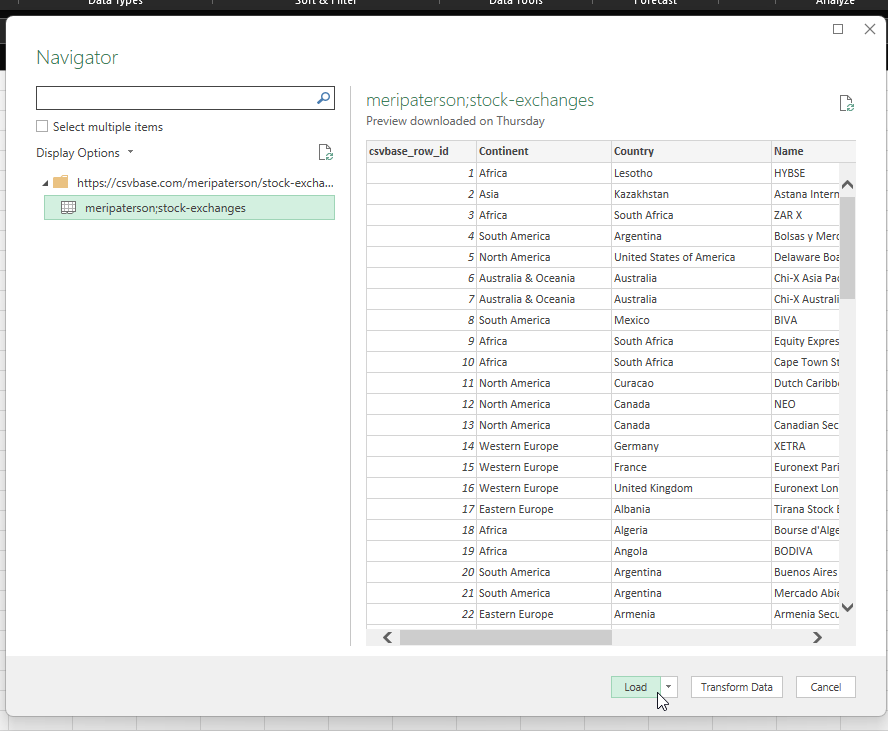 Data Types Sort & Filter Data Tools Forecast Analyze
Navigator
Select multiple items
Display Options
https://csvbase.com/meripaterson/stock-excha...
meripaterson;stock-exchanges
meripaterson;stock-exchanges
Preview downloaded on Thursday
csvbase_row_id Continent Country Name
1 Africa Lesotho HYBSE
2 Asia Kazakhstan Astana Intern
3 Africa South Africa ZAR X
4 South America Argentina Bolsas y Merc
5 North America United States of America Delaware Boa
6 Australia & Oceania Australia Chi-X Asia Pac
7 Australia & Oceania Australia Chi-X Australi
8 South America Mexico BIVA
9 Africa South Africa Equity Expres
10 Africa South Africa Cape Town St
11 North America Curacao Dutch Caribb
12 North America Canada NEO
13 North America Canada Canadian Sec
14 Western Europe Germany XETRA
15 Western Europe France Euronext Pari
16 Western Europe United Kingdom Euronext Lon
17 Eastern Europe Albania Tirana Stock E
18 Africa Algeria Bourse d'Alge
19 Africa Angola BODIVA
20 South America Argentina Buenos Aires
21 South America Argentina Mercado Abie
22 Eastern Europe Armenia Armenia Secu
Load Transform Data Cancel